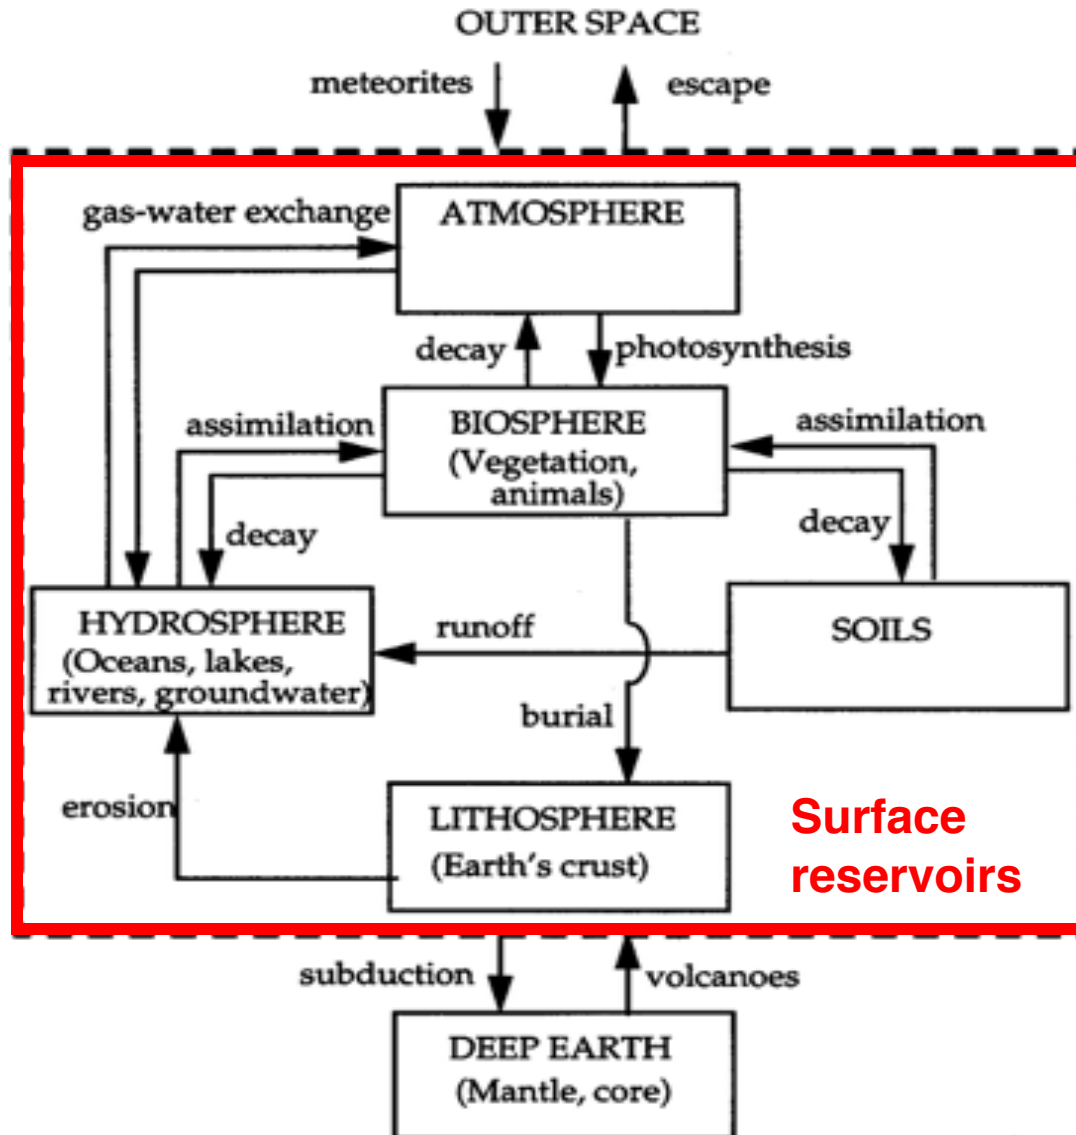 OUTER SPACE
meteorites
escape
gas-water exchange
ATMOSPHERE
decay
photosynthesis
assimilation
BIOSPHERE
(Vegetation,
animals)
assimilation
decay
decay
HYDROSPHERE
(Oceans, lakes,
rivers, groundwater)
runoff
SOILS
burial
erosion
LITHOSPHERE
(Earth's crust)
Surface
reservoirs
subduction
volcanoes
DEEP EARTH
(Mantle, core)